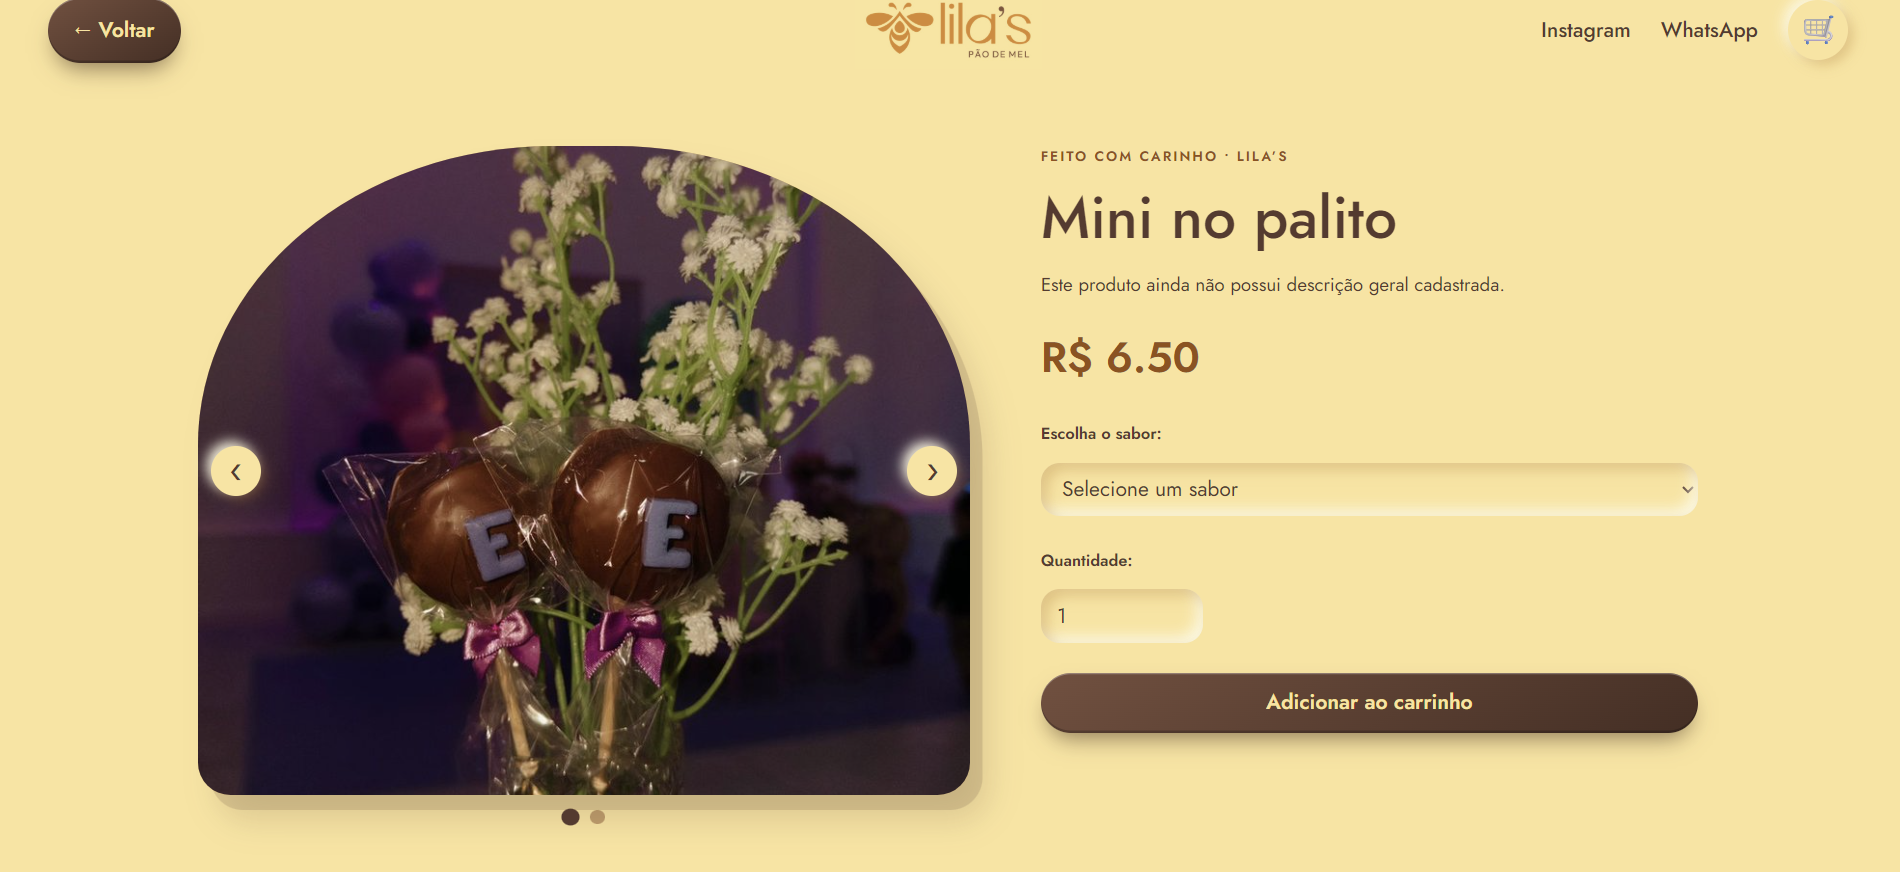 ← Voltar
lila's
PÃO DE MEL
Instagram
WhatsApp
FEITO COM CARINHO · LILA'S
Mini no palito
Este produto ainda não possui descrição geral cadastrada.
R$ 6.50
Escolha o sabor:
Selecione um sabor
Quantidade:
1
Adicionar ao carrinho
E
E